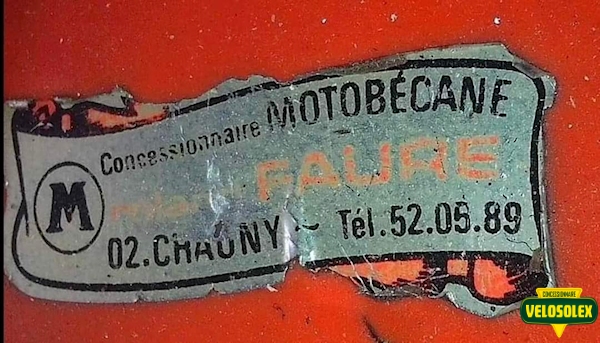 Concessionnaire MOTOBÉCANE
M
FAURE
02.CHAUNY - Tél.52.05.89
CONCESSIONNAIRE
VELOSOLEX